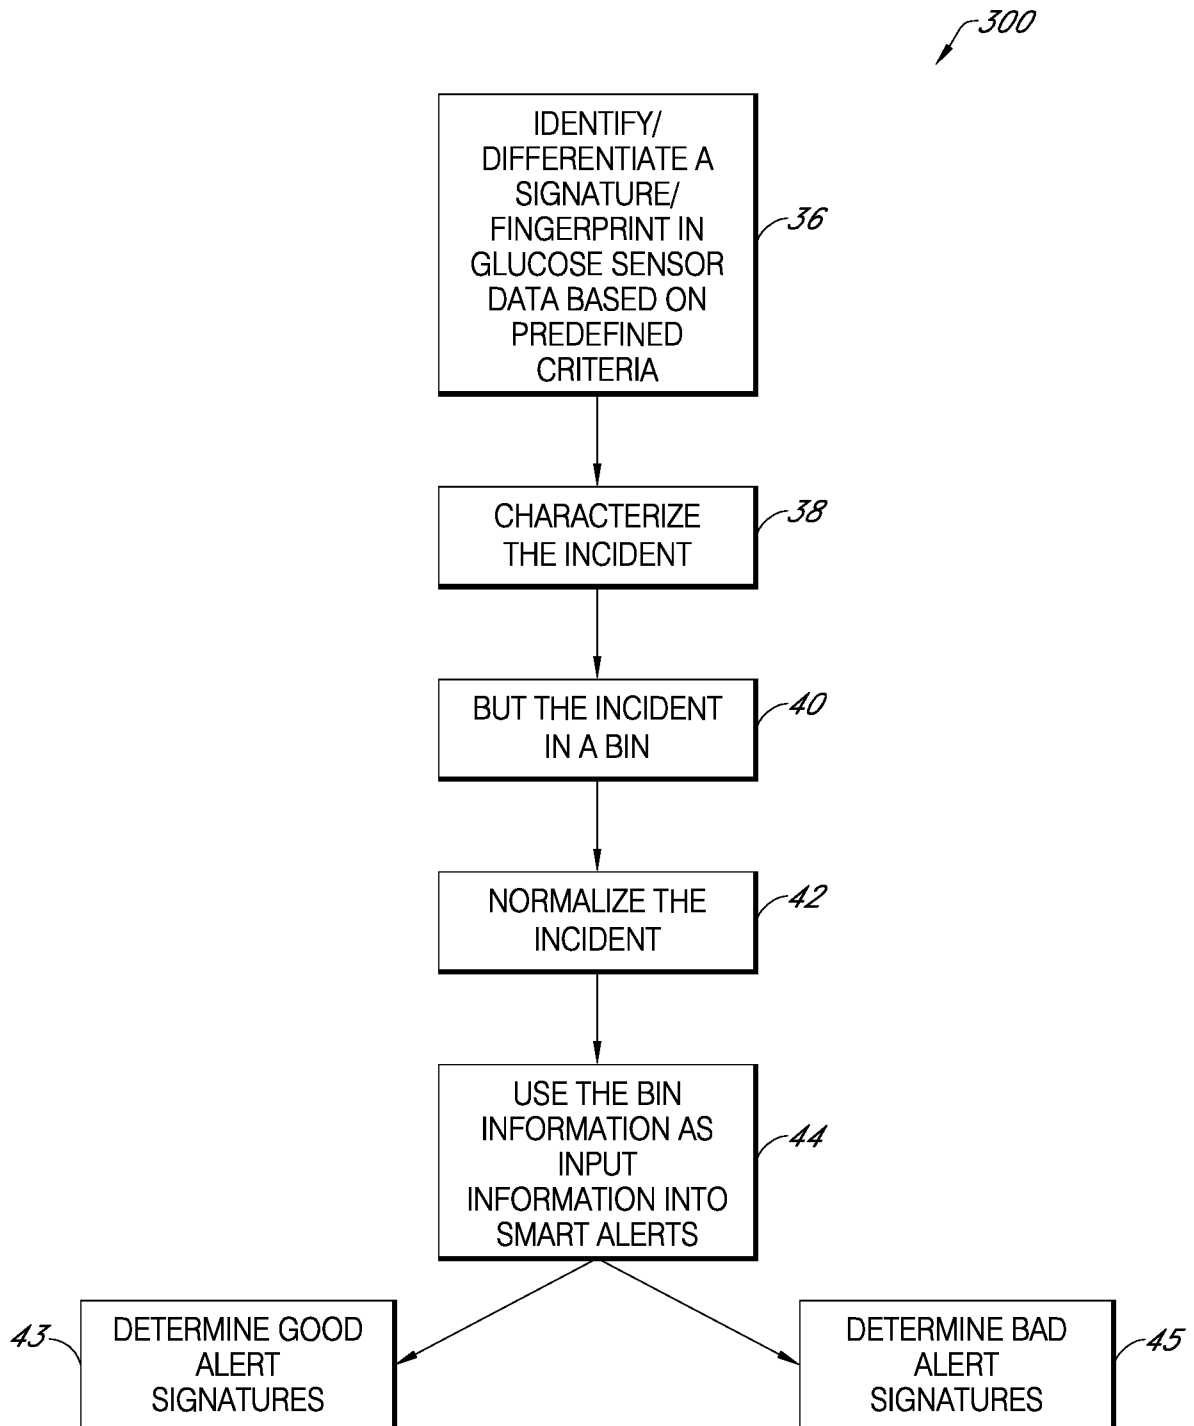 300
IDENTIFY/
DIFFERENTIATE A
SIGNATURE/
FINGERPRINT IN
GLUCOSE SENSOR
DATA BASED ON
PREDEFINED
CRITERIA
36
CHARACTERIZE
THE INCIDENT
38
BUT THE INCIDENT
IN A BIN
40
NORMALIZE THE
INCIDENT
42
USE THE BIN
INFORMATION AS
INPUT
INFORMATION INTO
SMART ALERTS
44
43
DETERMINE GOOD
ALERT
SIGNATURES
DETERMINE BAD
ALERT
SIGNATURES
45